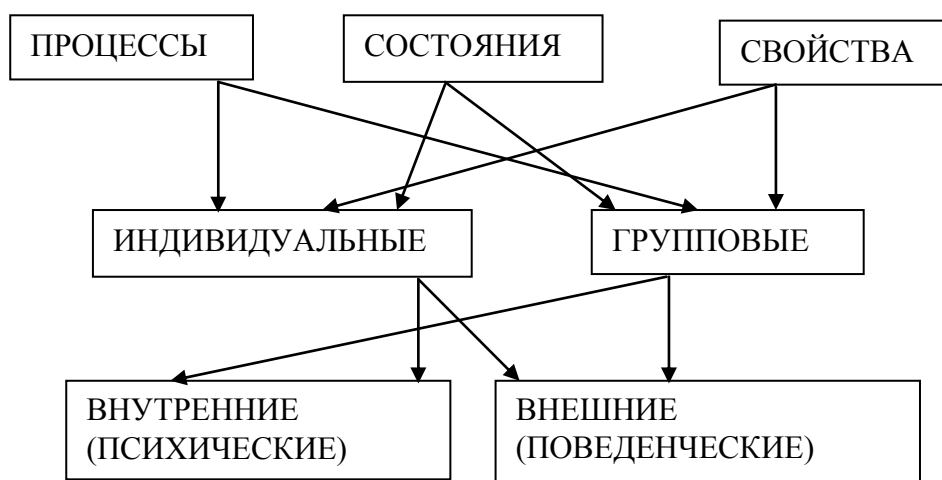 ПРОЦЕССЫ
СОСТОЯНИЯ
СВОЙСТВА
ИНДИВИДУАЛЬНЫЕ
ГРУППОВЫЕ
ВНУТРЕННИЕ
(ПСИХИЧЕСКИЕ)
ВНЕШНИЕ
(ПОВЕДЕНЧЕСКИЕ)